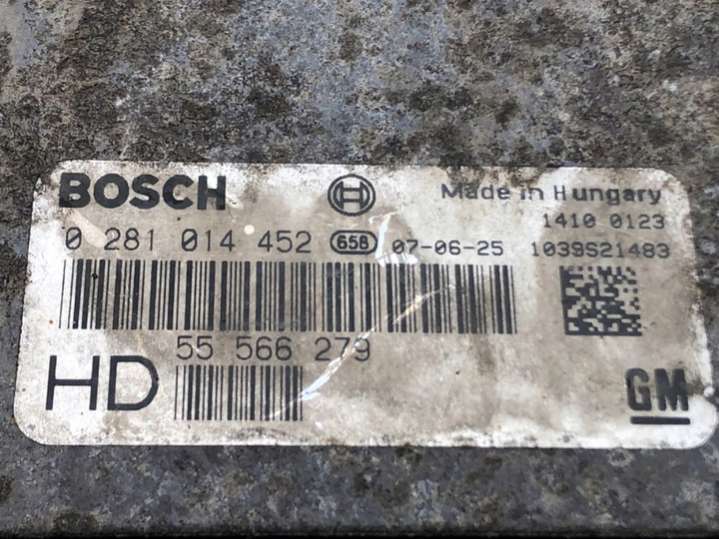 BOSCH Made in Hungary
1410 0123
0 281 014 452 658 07-06-25 1039S21483
55 566 279
HD
GM